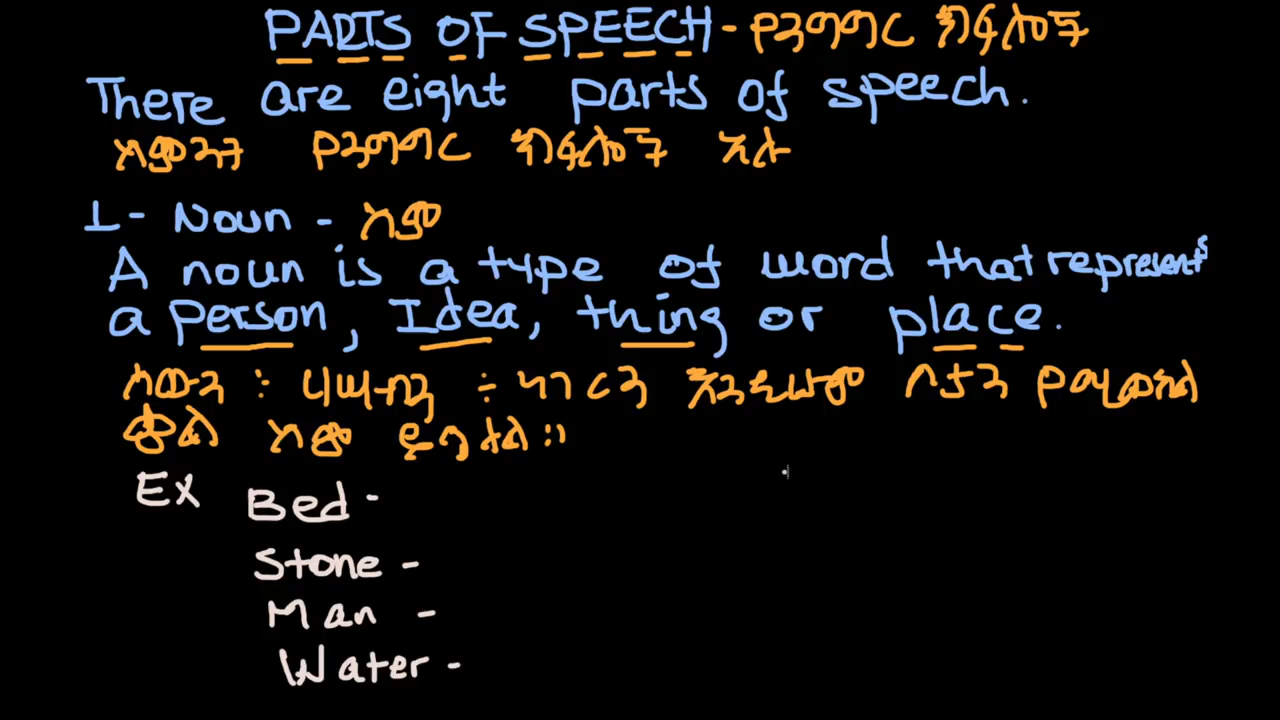 PARTS OF SPEECH - የንግግር ክፍሎች
There are eight parts of speech.
ስምንት የንግግር ክፍሎች አሉ
1- Noun - ስም
A noun is a type of word that represents
a person, Idea, thing or place.
ሰውን ፥ ሃሣብን ፥ ነገርን እንዲሁም ቦታን የሚወክል
ቃል ስም ይባላል ።
Ex Bed -
Stone -
Man -
Water -